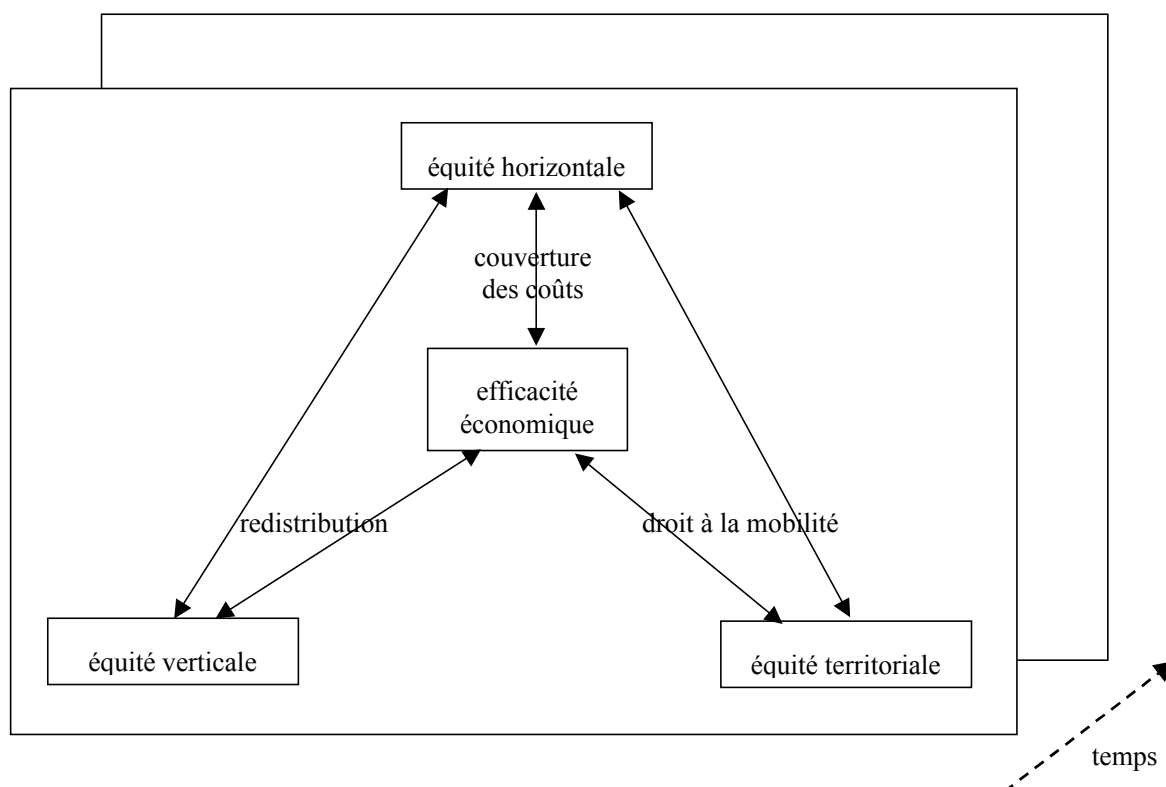 équité horizontale
couverture
des coûts
efficacité
économique
redistribution
droit à la mobilité
équité verticale
équité territoriale
temps